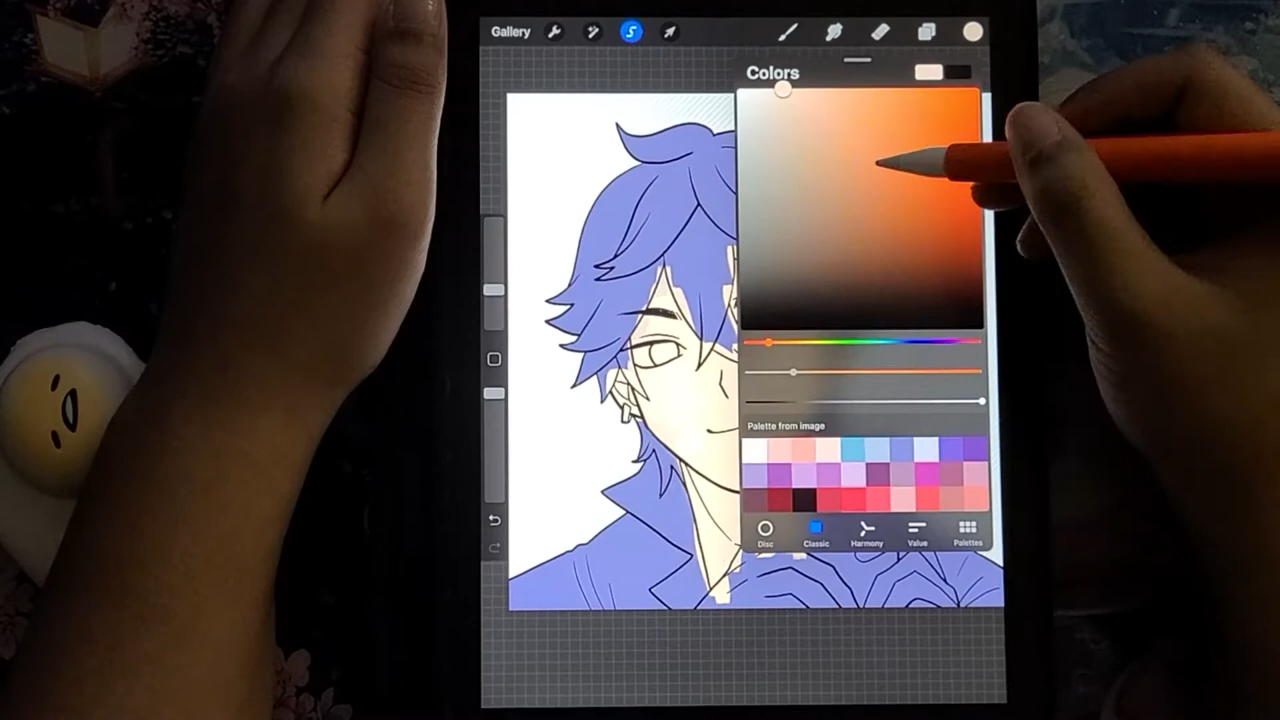 Gallery
Colors
Palette from image
Disc Classic Harmony Value Palettes